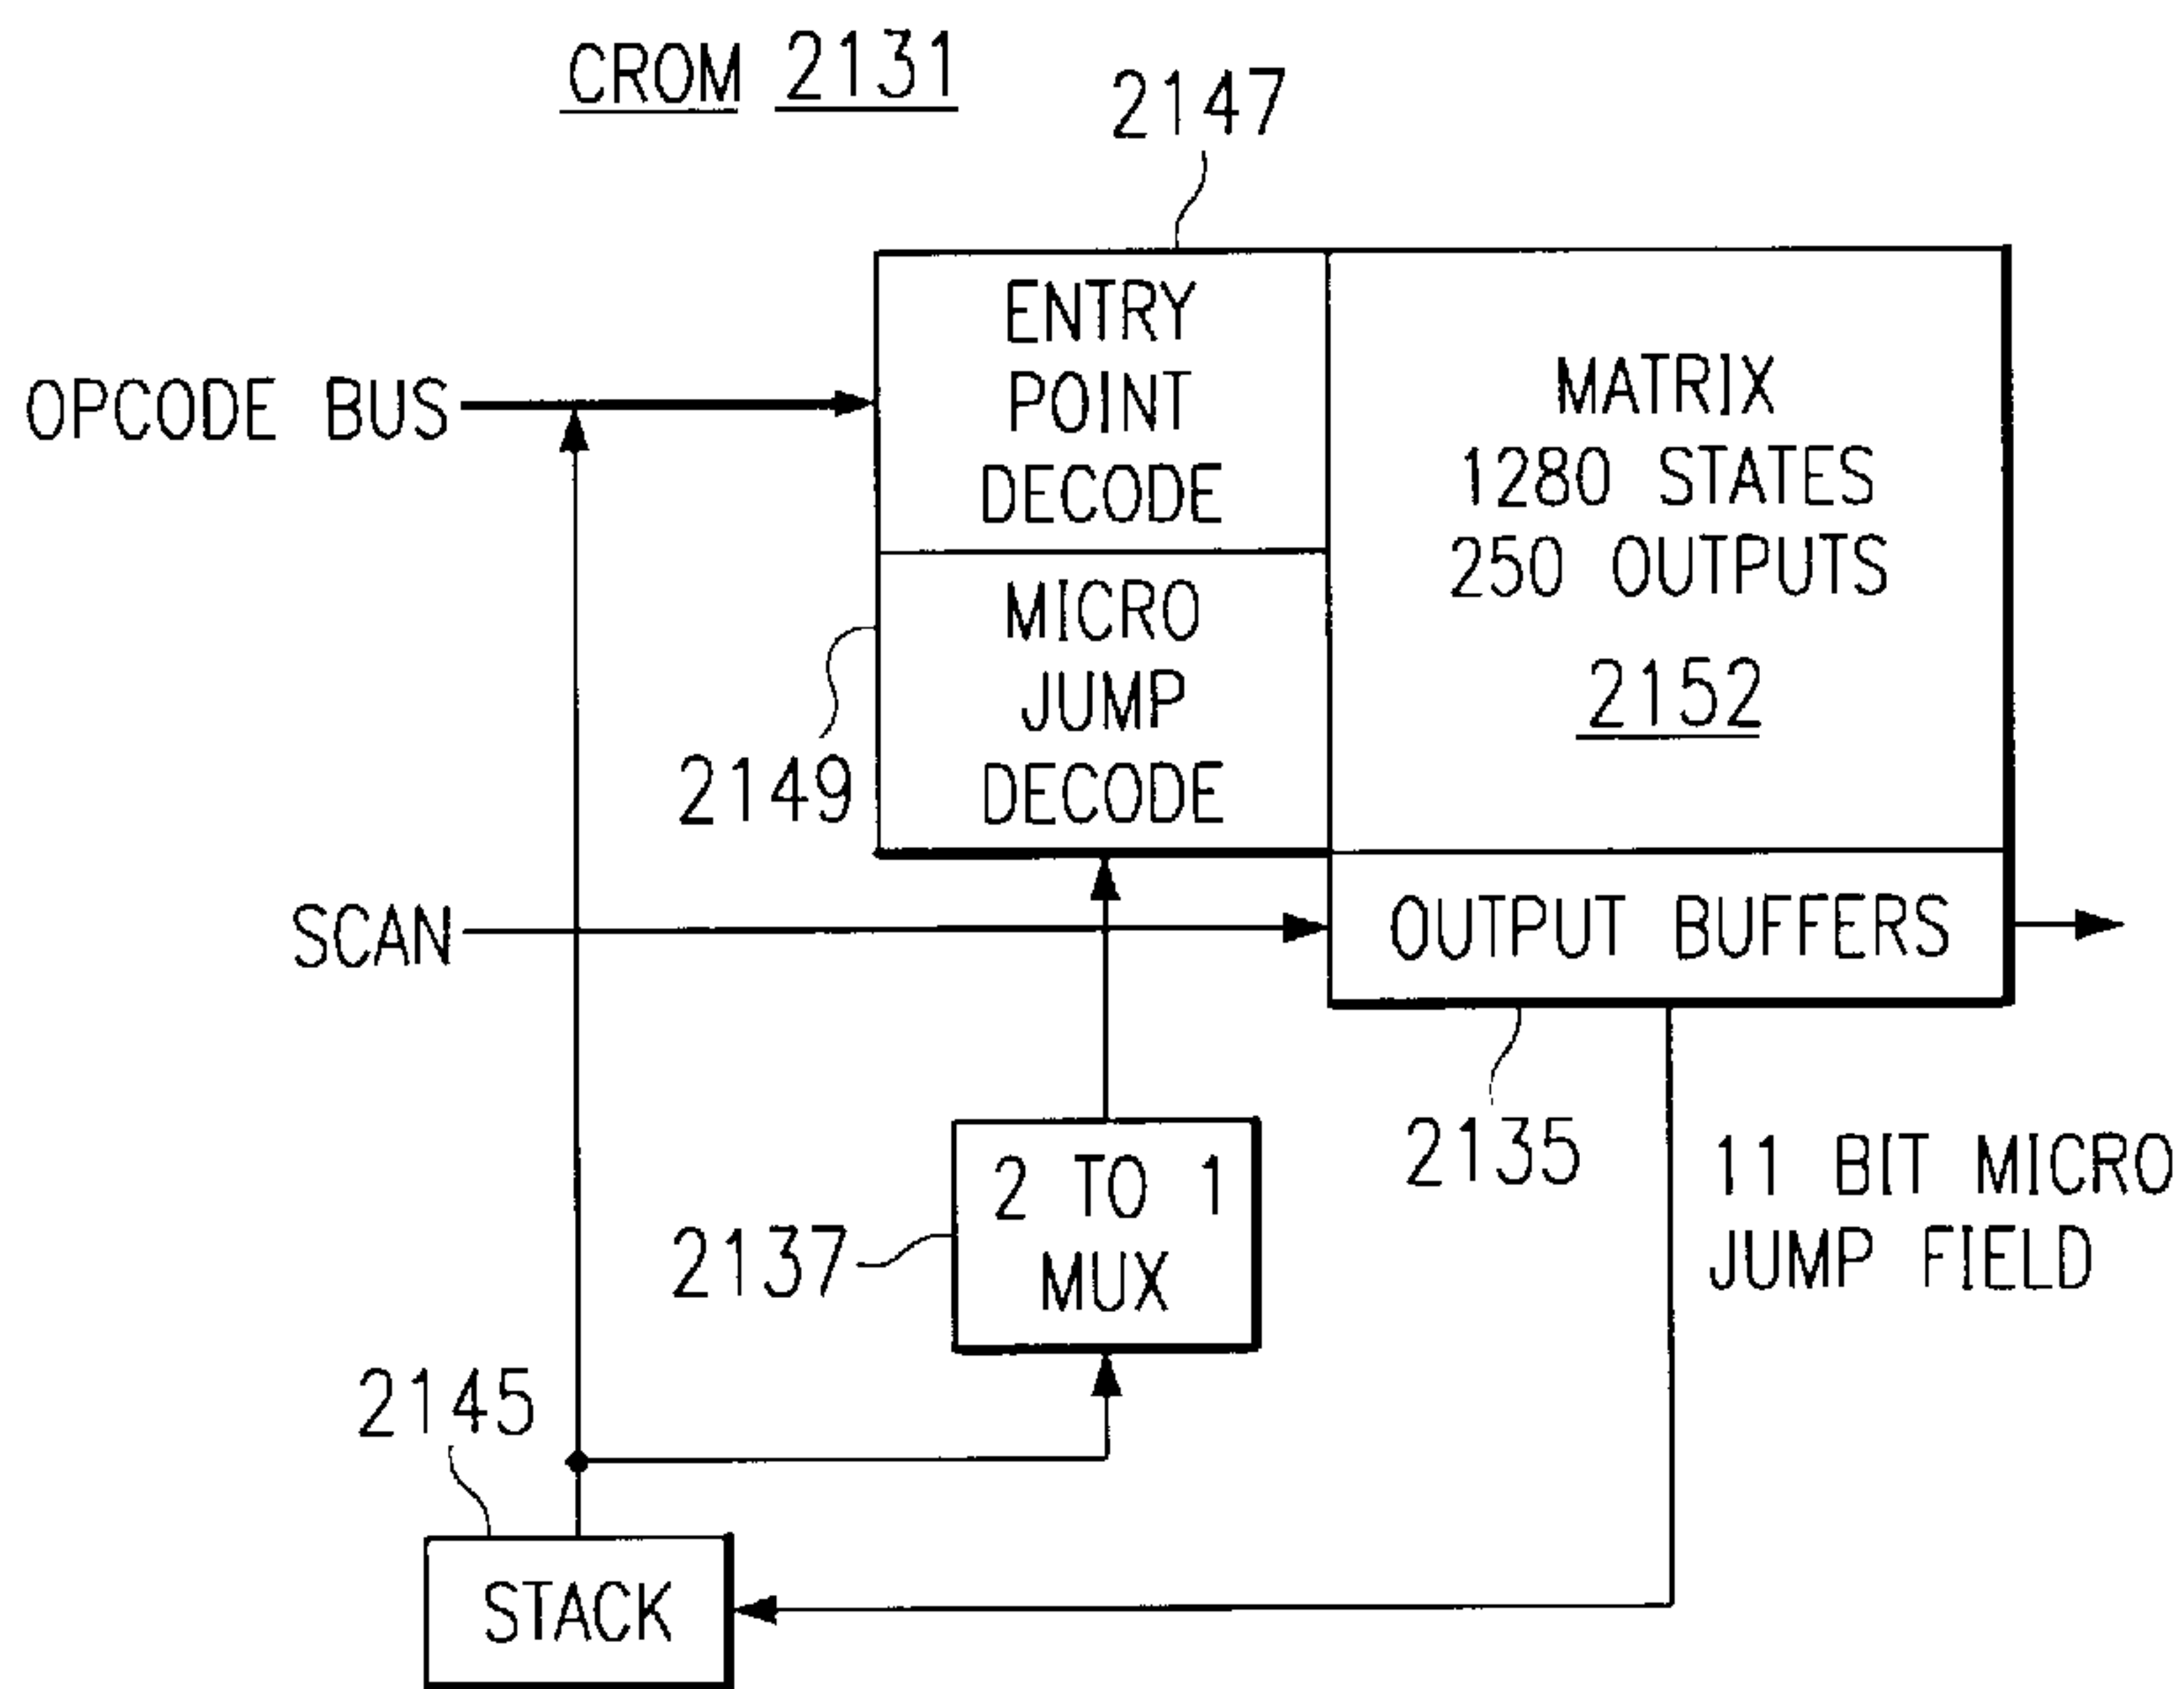 CROM 2131
2147
ENTRY
POINT
DECODE
OPCODE BUS
MATRIX
1280 STATES
250 OUTPUTS
2152
MICRO
JUMP
DECODE
2149
SCAN
OUTPUT BUFFERS
2135
11 BIT MICRO
JUMP FIELD
2 TO 1
MUX
2137
2145
STACK